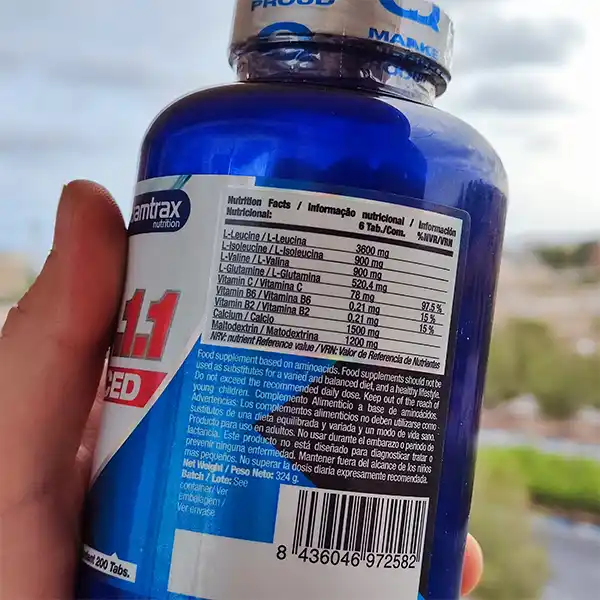 PROUD
MAKE
amtrax
nutrition
1.1
CED
200 Tabs.
Nutrition Facts / Informação nutricional / Información
Nutricional: 6 Tab./Com. %NVR/VRN
L-Leucine / L-Leucina 3600 mg
L-Isoleucine / L-Isoleucina 900 mg
L-Valine / L-Valina 900 mg
L-Glutamine / L-Glutamina 520.4 mg
Vitamin C / Vitamina C 78 mg 97.5 %
Vitamin B6 / Vitamina B6 0.21 mg 15 %
Vitamin B2 / Vitamina B2 0.21 mg 15 %
Calcium / Calcio 1500 mg
Maltodextrin / Matodextrina 1200 mg
NRV: nutrient Reference value / VRN: Valor de Referencia de Nutrientes
Food supplement based on aminoacids. Food supplements should not be
used as substitutes for a varied and balanced diet, and a healthy lifestyle.
Do not exceed the recommended daily dose. Keep out of the reach of
young children. Complemento Alimenticio a base de aminoácidos
Advertencias: Los complementos alimenticios no deben utilizarse como
sustitutos de una dieta equilibrada y variada y un modo de vida sano.
Producto para uso en adultos. No usar durante el embarazo o periodo de
lactancia. Este producto no está diseñado para diagnosticar tratar o
prevenir ninguna enfermedad. Mantener fuera del alcance de los niños
mas pequeños. No superar la dosis diaria expresamente recomendada.
Net Weight / Peso Neto: 324 g.
Batch / Lote: See
container/ Ver
Embalagem /
Ver envase
8 436046 972582